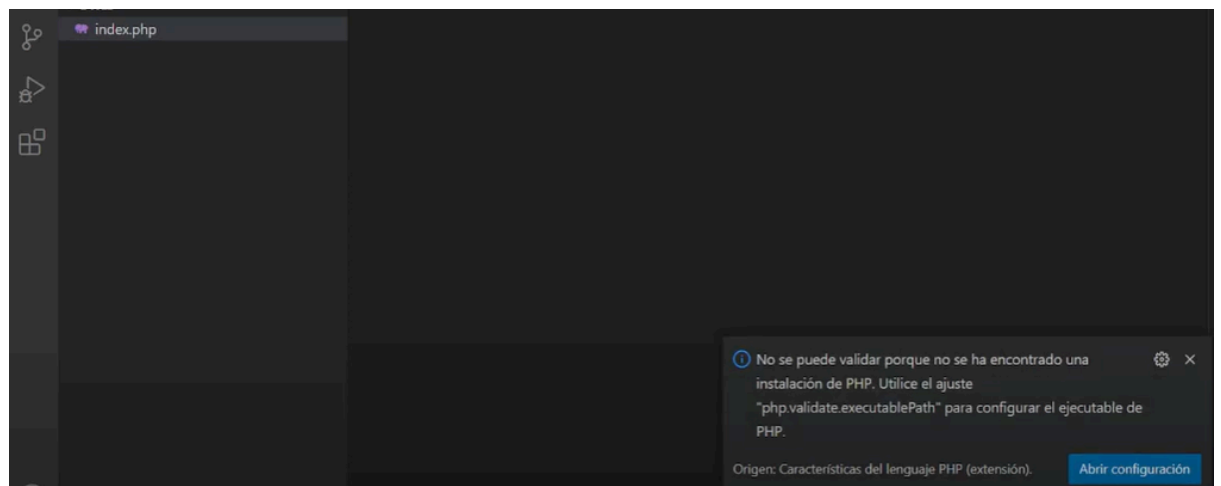 index.php
No se puede validar porque no se ha encontrado una
instalación de PHP. Utilice el ajuste
"php.validate.executablePath" para configurar el ejecutable de
PHP.
Origen: Características del lenguaje PHP (extensión).
Abrir configuración